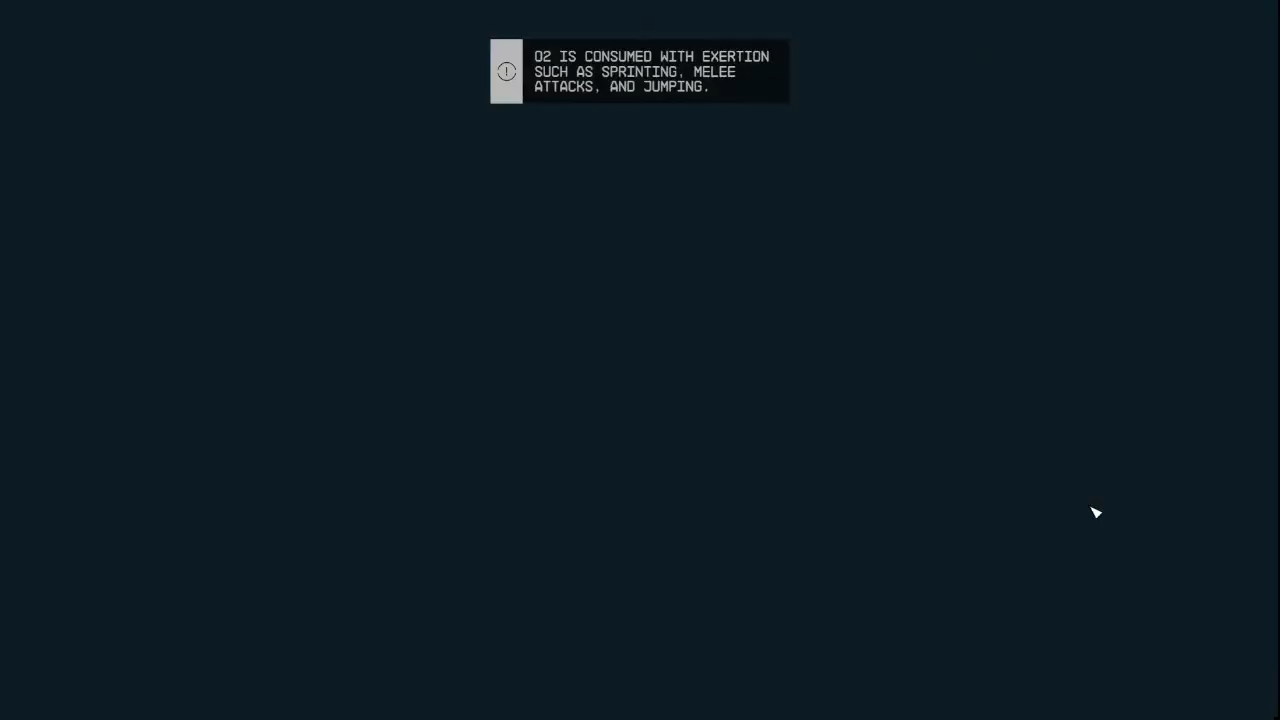 O2 IS CONSUMED WITH EXERTION
SUCH AS SPRINTING, MELEE
ATTACKS, AND JUMPING.